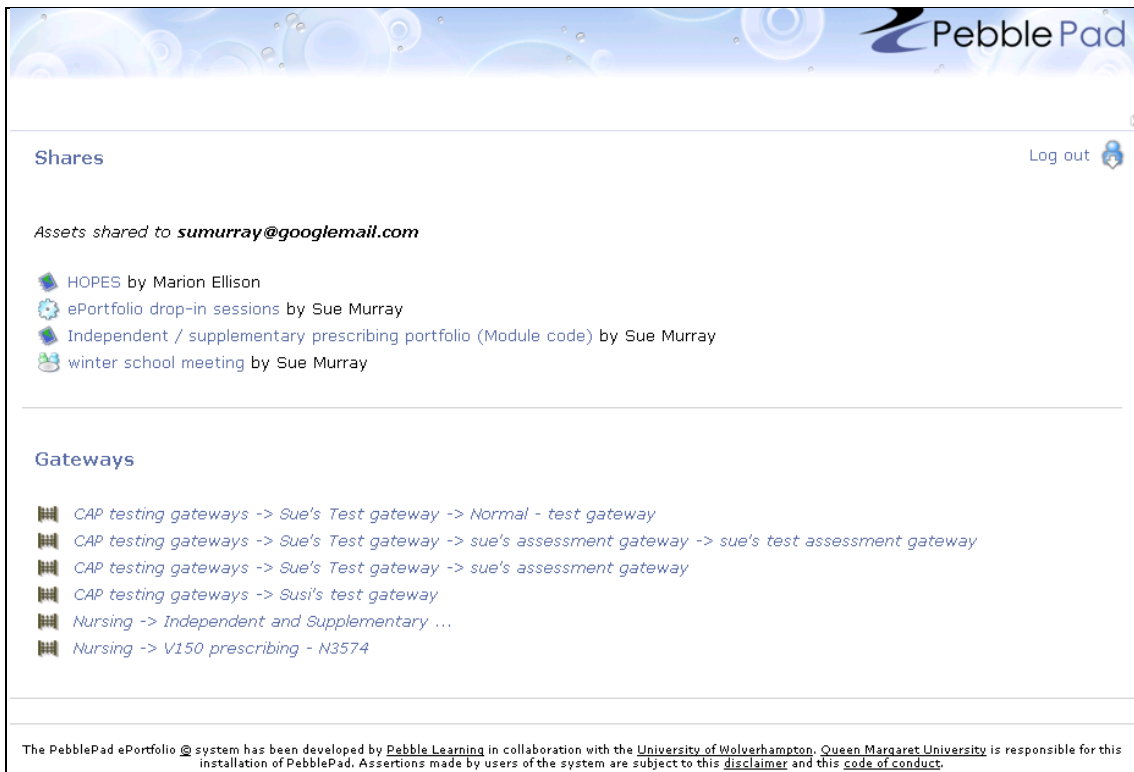 PebblePad
Shares
Log out
Assets shared to sumurray@googlemail.com
HOPES by Marion Ellison
ePortfolio drop-in sessions by Sue Murray
Independent / supplementary prescribing portfolio (Module code) by Sue Murray
winter school meeting by Sue Murray
Gateways
CAP testing gateways -> Sue's Test gateway -> Normal - test gateway
CAP testing gateways -> Sue's Test gateway -> sue's assessment gateway -> sue's test assessment gateway
CAP testing gateways -> Sue's Test gateway -> sue's assessment gateway
CAP testing gateways -> Susi's test gateway
Nursing -> Independent and Supplementary ...
Nursing -> V150 prescribing - N3574
The PebblePad ePortfolio @ system has been developed by Pebble Learning in collaboration with the University of Wolverhampton. Queen Margaret University is responsible for this
installation of PebblePad. Assertions made by users of the system are subject to this disclaimer and this code of conduct.